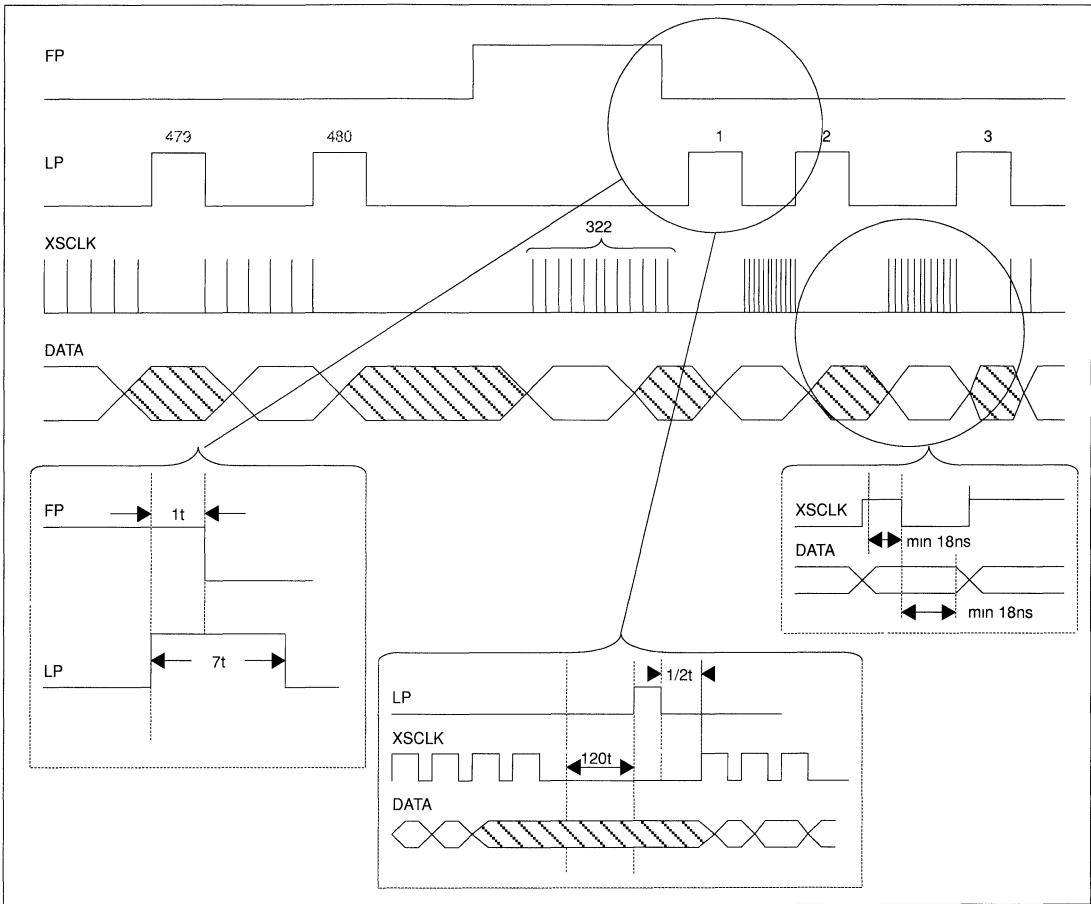 FP
479 480 1 2 3
LP
XSCLK
322
DATA
FP
1t
LP
7t
LP
1/2t
XSCLK
120t
DATA
XSCLK
min 18ns
DATA
min 18ns